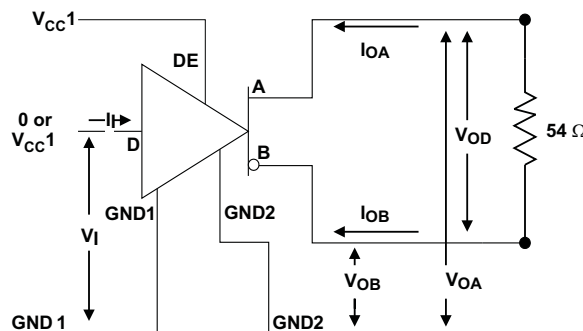 VCC1
IOA
DE
A
0 or
VCC1
II
D
VOD
54 Ω
B
GND1
GND2
IOB
VI
VOB
VOA
GND 1
GND2